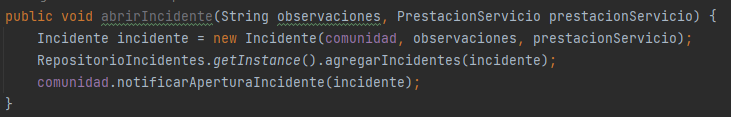 public void abrirIncidente(String observaciones, PrestacionServicio prestacionServicio) {
    Incidente incidente = new Incidente(comunidad, observaciones, prestacionServicio);
    RepositorioIncidentes.getInstance().agregarIncidentes(incidente);
    comunidad.notificarAperturaIncidente(incidente);
}